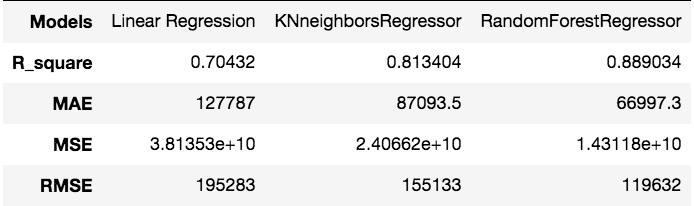 Models Linear Regression KNneighborsRegressor RandomForestRegressor
R_square 0.70432 0.813404 0.889034
MAE 127787 87093.5 66997.3
MSE 3.81353e+10 2.40662e+10 1.43118e+10
RMSE 195283 155133 119632